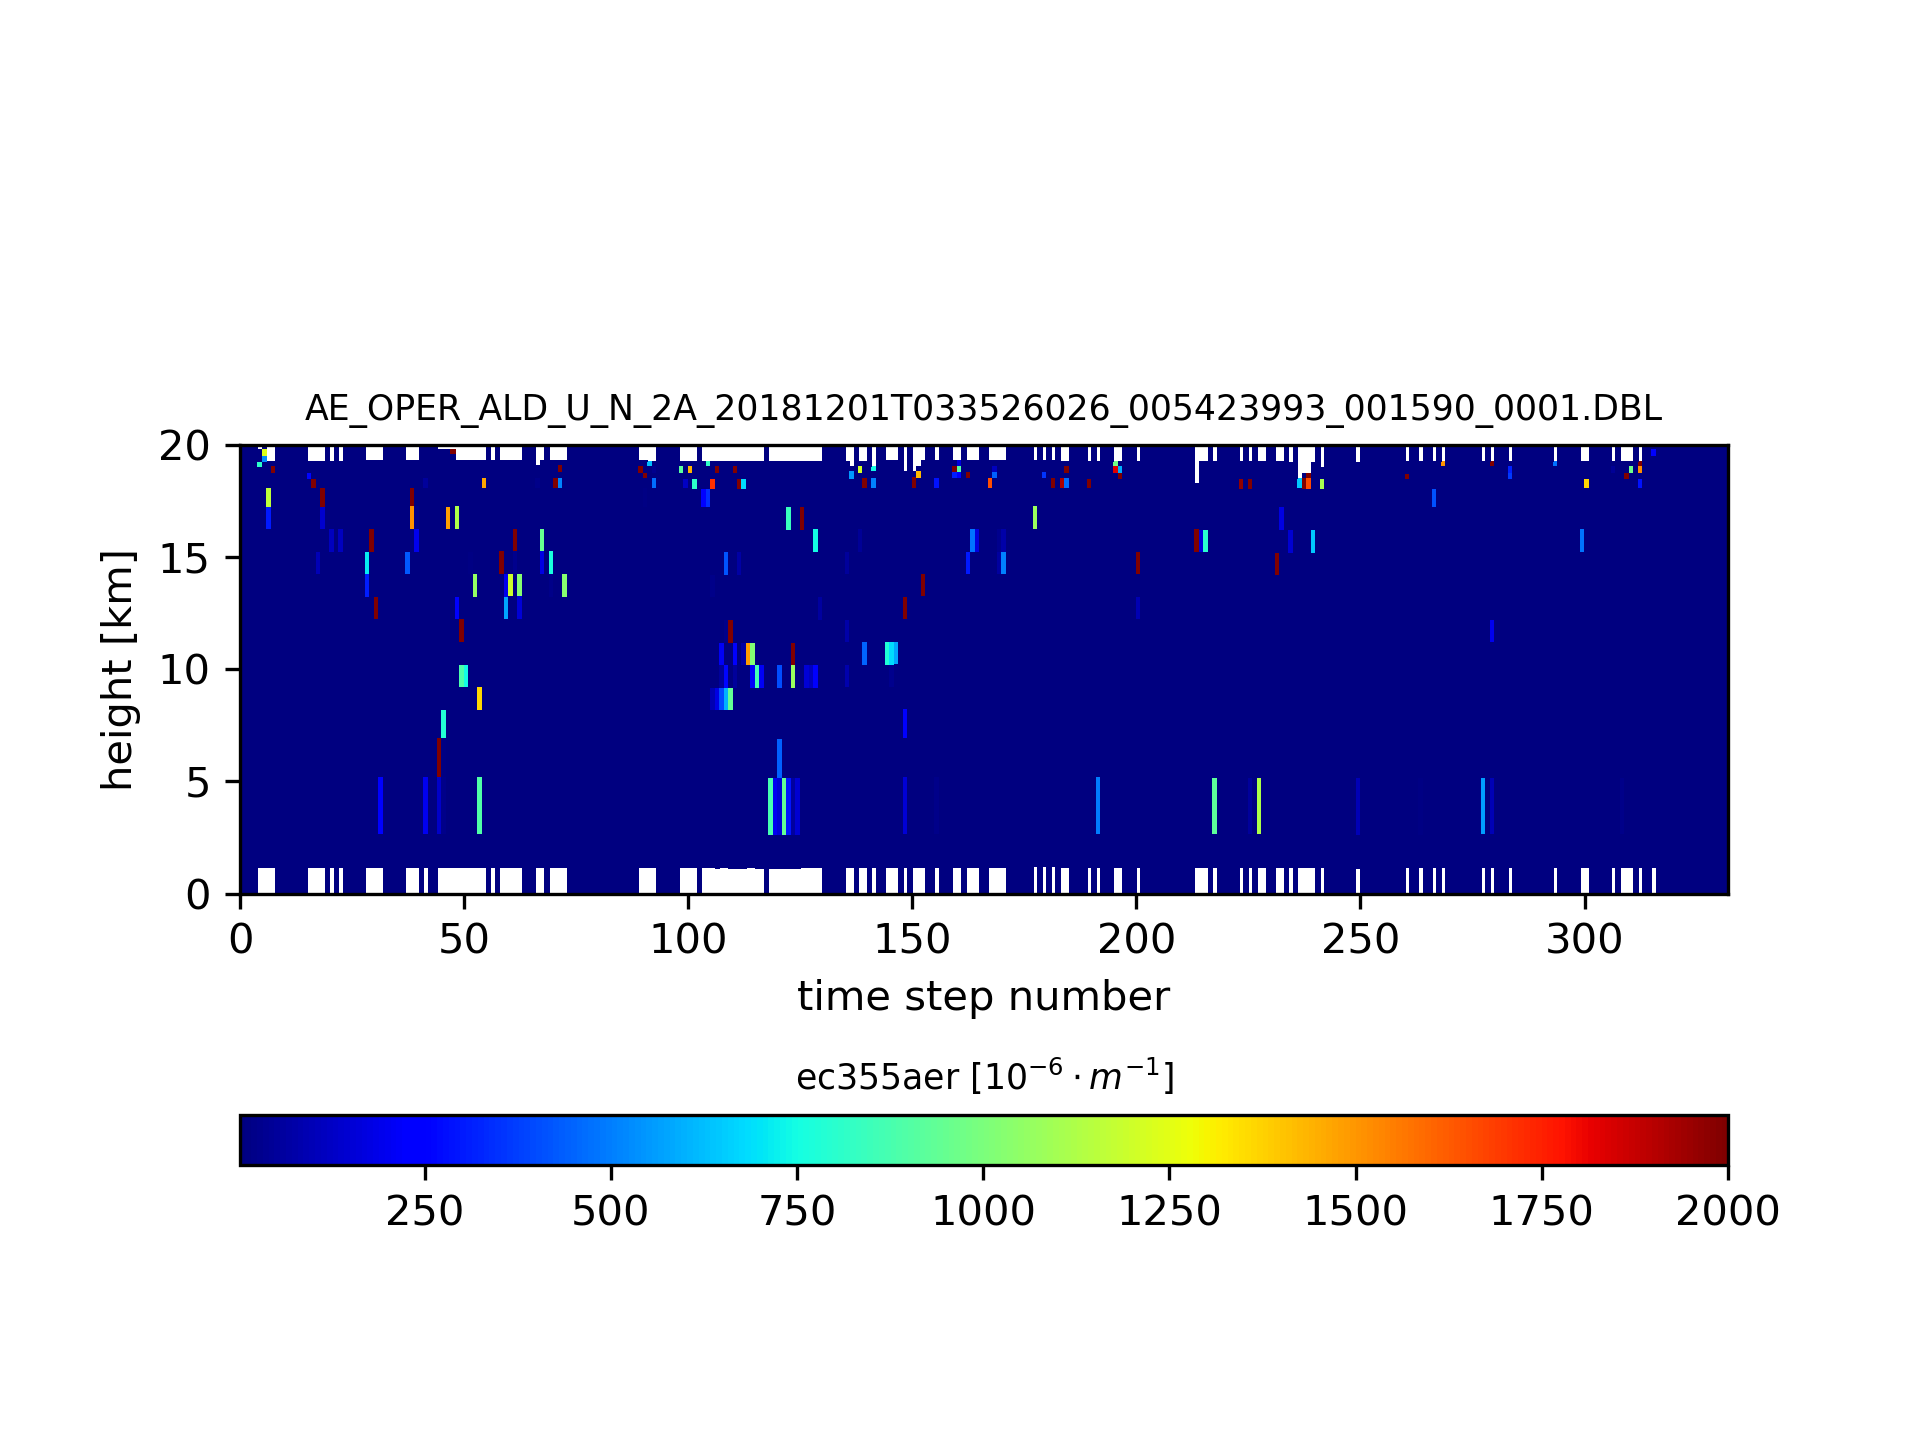 AE_OPER_ALD_U_N_2A_20181201T033526026_005423993_001590_0001.DBL
20
15
10
5
0
height [km]
0 50 100 150 200 250 300
time step number
ec355aer [10⁻⁶ · m⁻¹]
250 500 750 1000 1250 1500 1750 2000